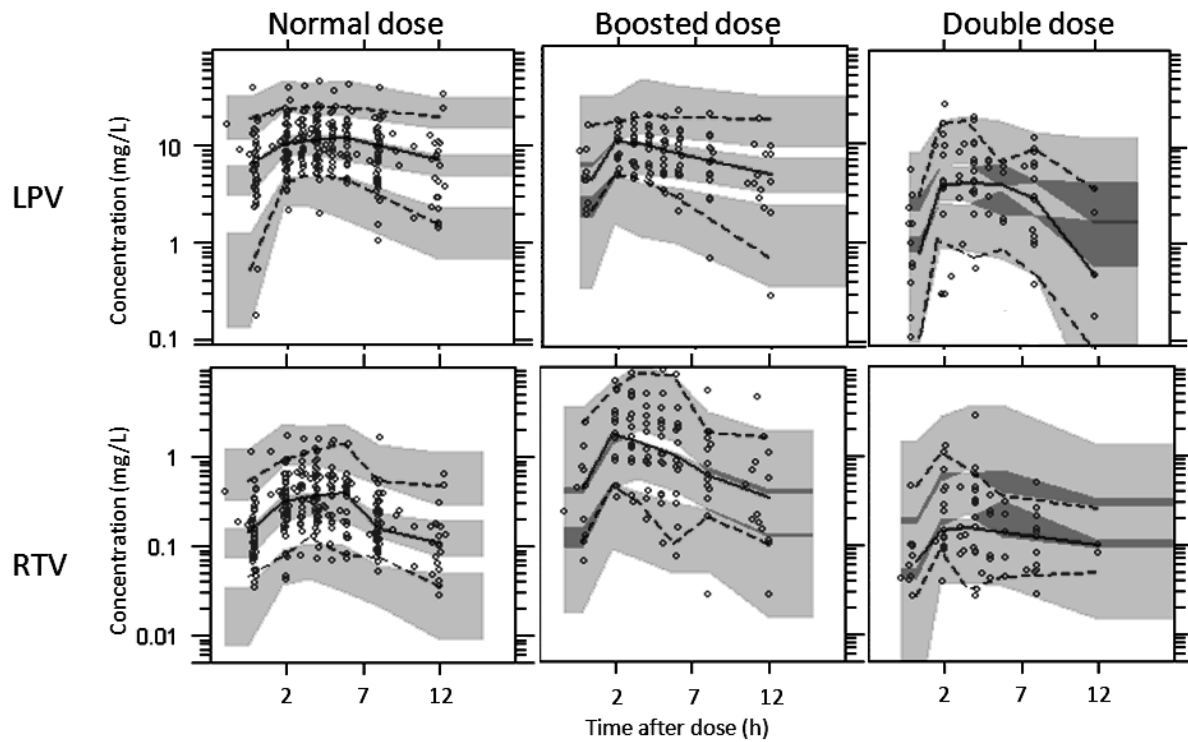 Normal dose Boosted dose Double dose
LPV
Concentration (mg/L)
10
1
0.1
RTV
Concentration (mg/L)
1
0.1
0.01
2 7 12 2 7 12 2 7 12
Time after dose (h)